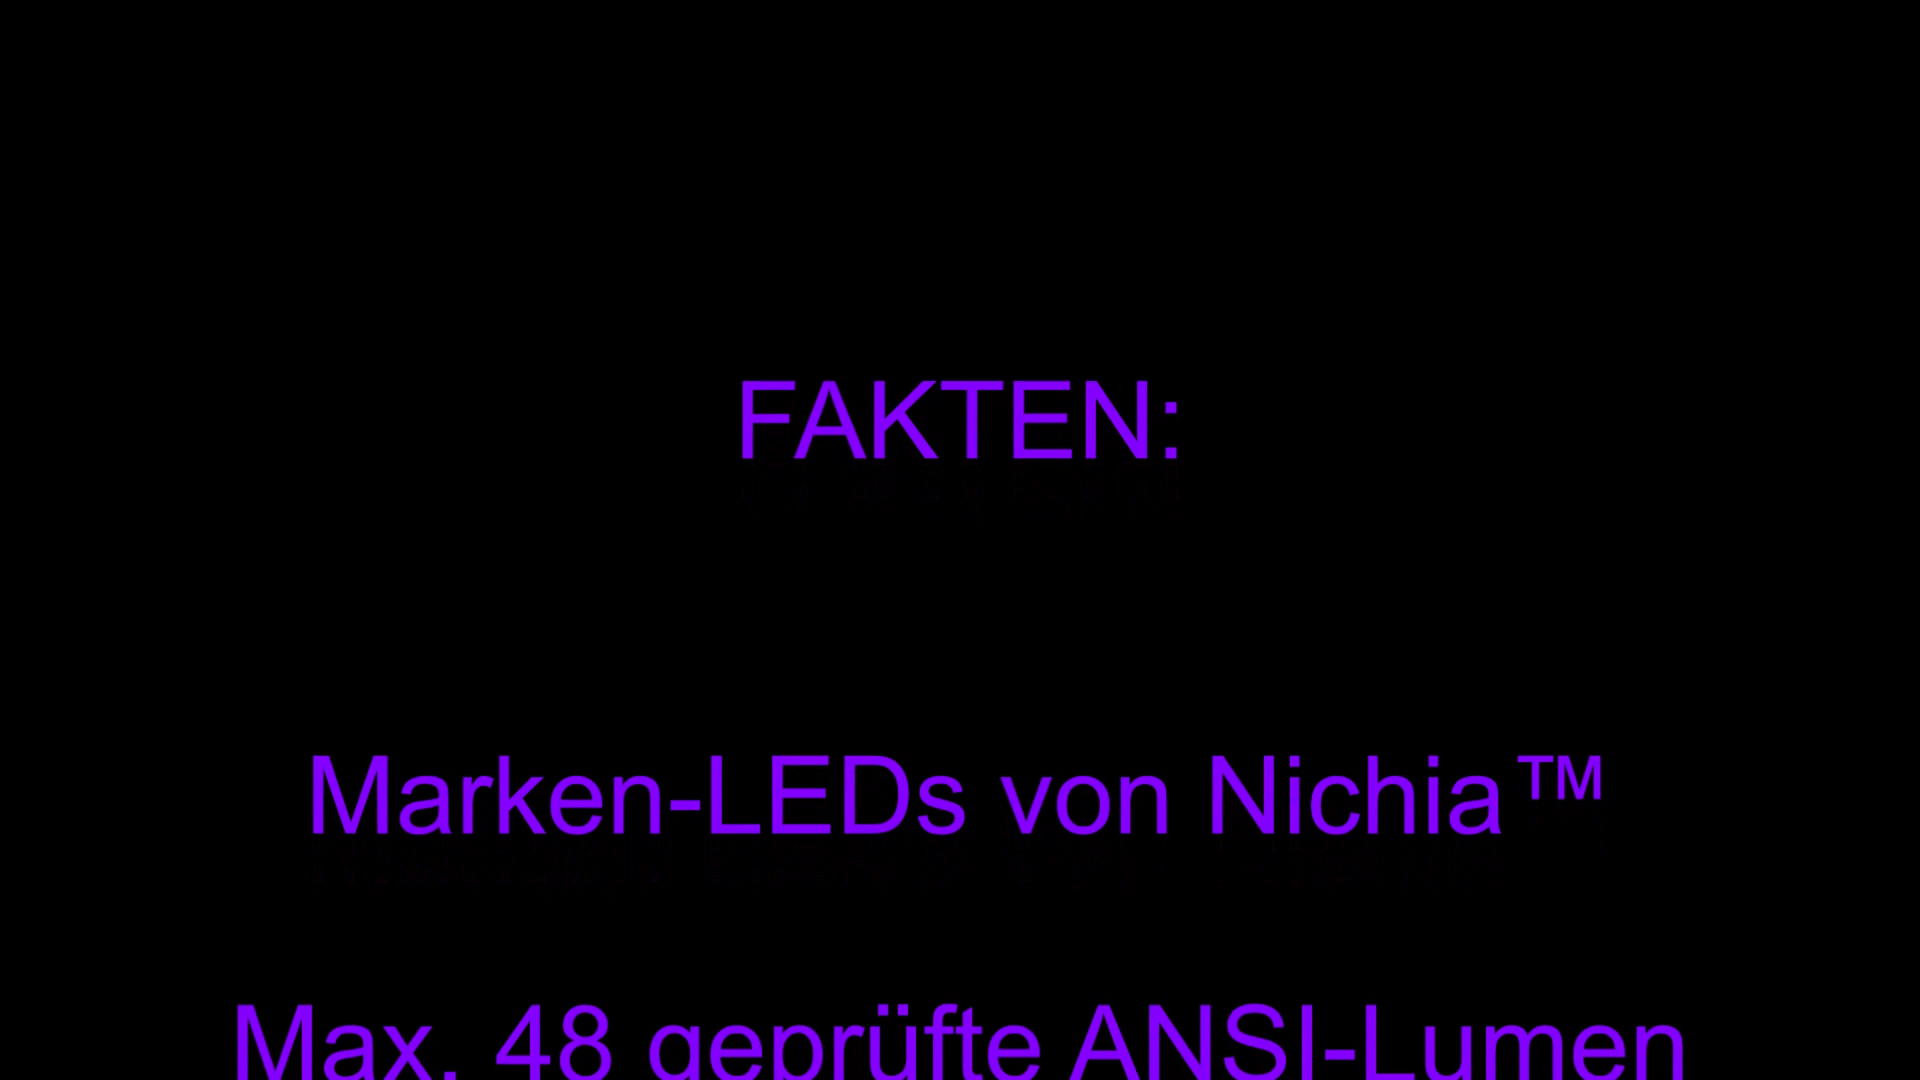 FAKTEN:
Marken-LEDs von Nichia™
Max. 48 geprüfte ANSI-Lumen